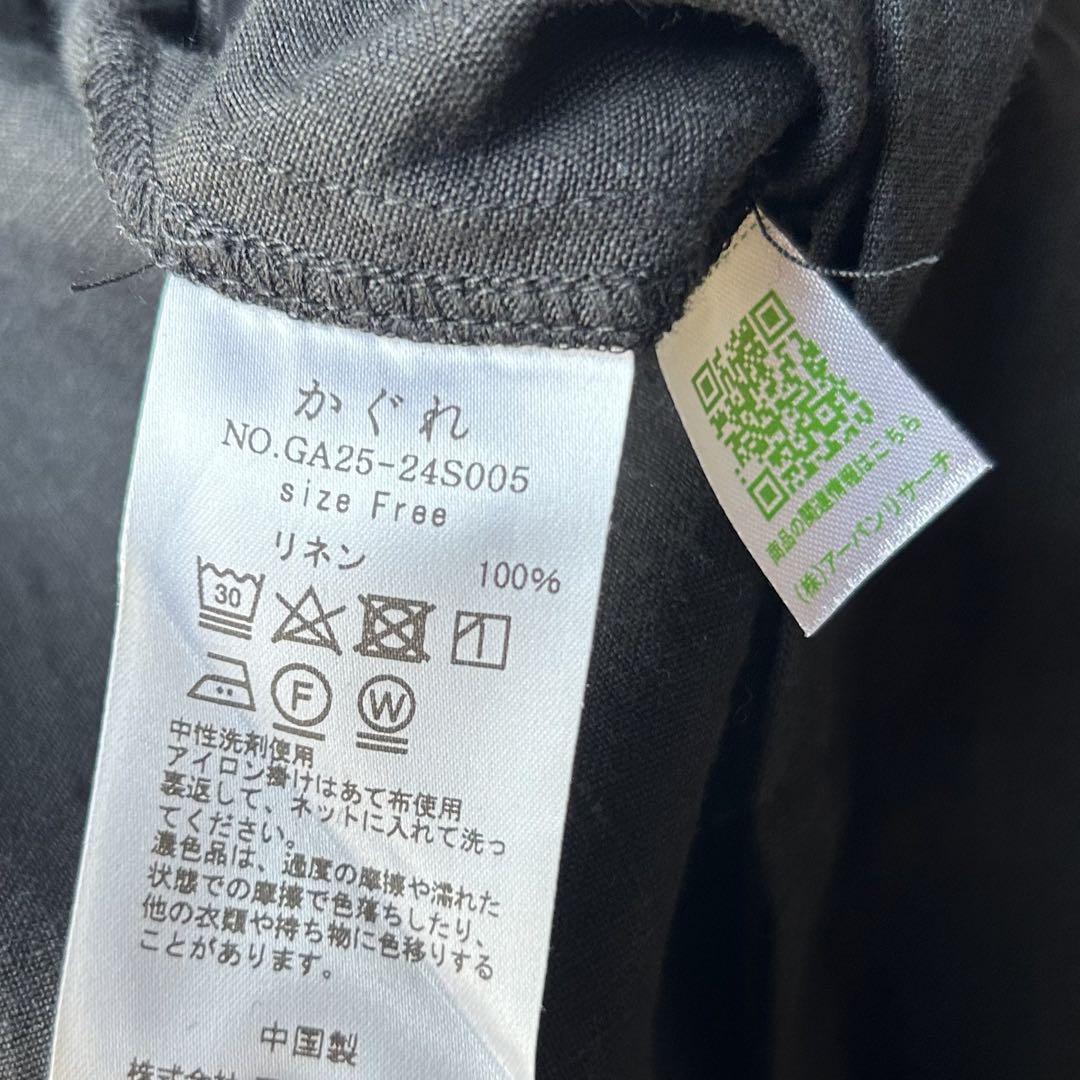 かぐれ
NO.GA25-24S005
size Free
リネン 100%
30
F W
中性洗剤使用
アイロン掛けはあて布使用
裏返して、ネットに入れて洗っ
てください。
濃色品は、過度の摩擦や濡れた
状態での摩擦で色落ちしたり、
他の衣類や持ち物に色移りする
ことがあります。
中国製
株式会社
商品の関連情報はこちら
(株)アーバンリサーチ